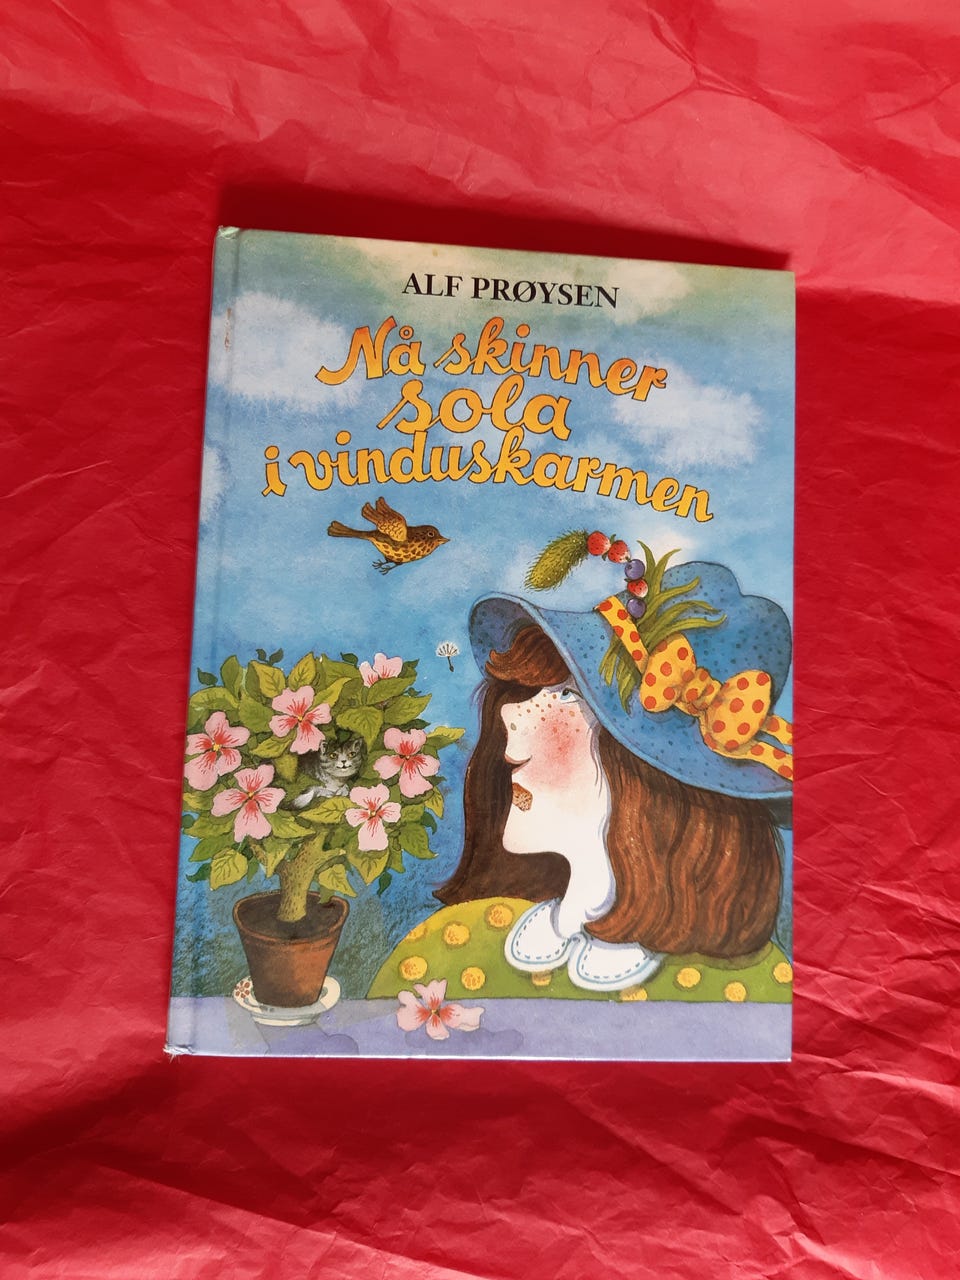 ALF PRØYSEN
Nå skinner
sola
i vinduskarmen